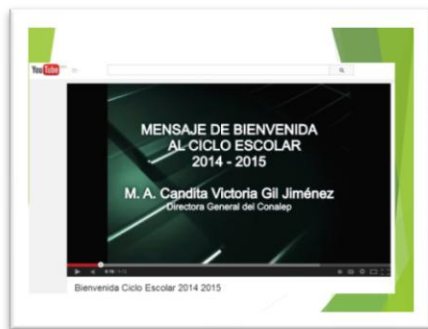 YouTube
MENSAJE DE BIENVENIDA
AL CICLO ESCOLAR
2014 - 2015
M. A. Candita Victoria Gil Jiménez
Directora General del Conalep
Bienvenida Ciclo Escolar 2014 2015